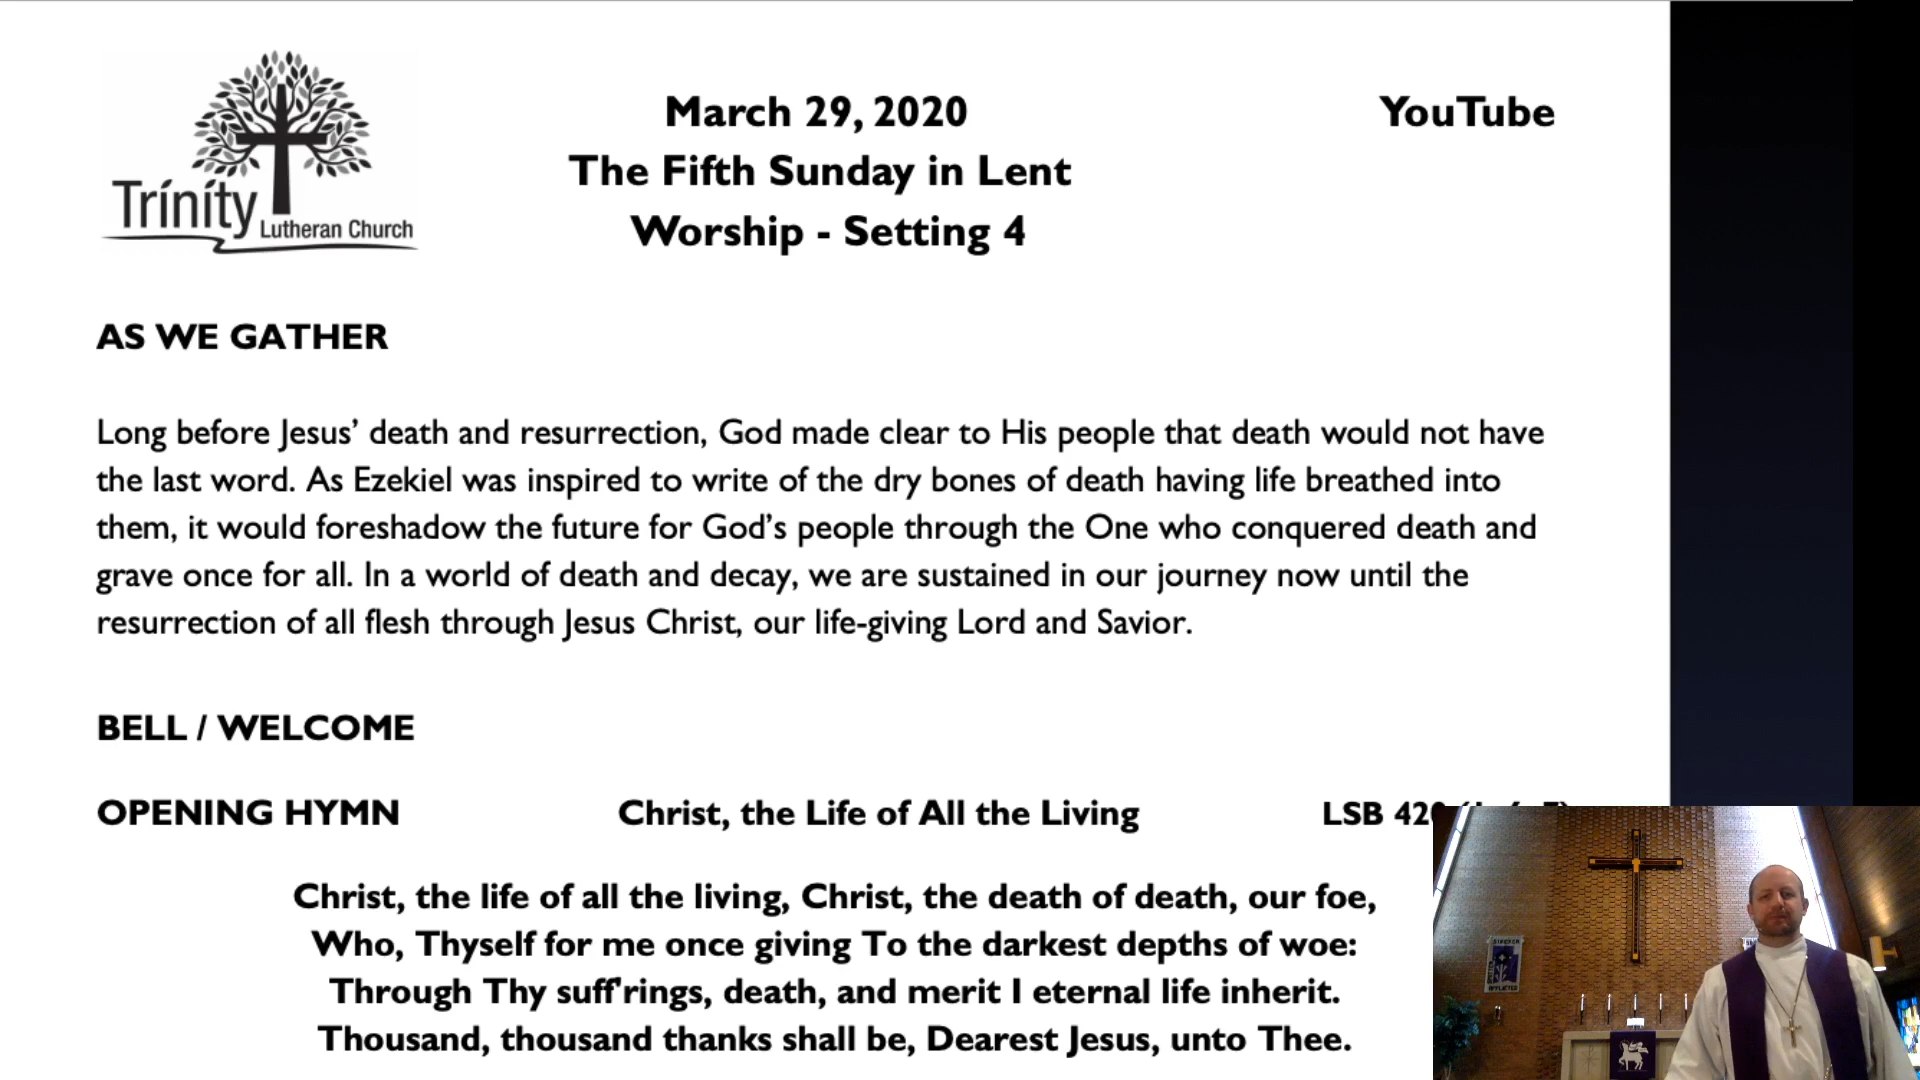 Trinity
Lutheran Church
March 29, 2020
The Fifth Sunday in Lent
Worship - Setting 4
YouTube
AS WE GATHER
Long before Jesus’ death and resurrection, God made clear to His people that death would not have
the last word. As Ezekiel was inspired to write of the dry bones of death having life breathed into
them, it would foreshadow the future for God’s people through the One who conquered death and
grave once for all. In a world of death and decay, we are sustained in our journey now until the
resurrection of all flesh through Jesus Christ, our life-giving Lord and Savior.
BELL / WELCOME
OPENING HYMN Christ, the Life of All the Living LSB
Christ, the life of all the living, Christ, the death of death, our foe,
Who, Thyself for me once giving To the darkest depths of woe:
Through Thy suff'rings, death, and merit I eternal life inherit.
Thousand, thousand thanks shall be, Dearest Jesus, unto Thee.